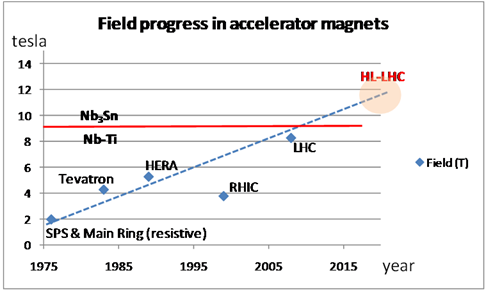 Field progress in accelerator magnets
tesla
14
12
10
8
6
4
2
0
HL-LHC
Nb3Sn
Nb-Ti
LHC
HERA
Tevatron
RHIC
SPS & Main Ring (resistive)
Field (T)
1975 1985 1995 2005 2015 year